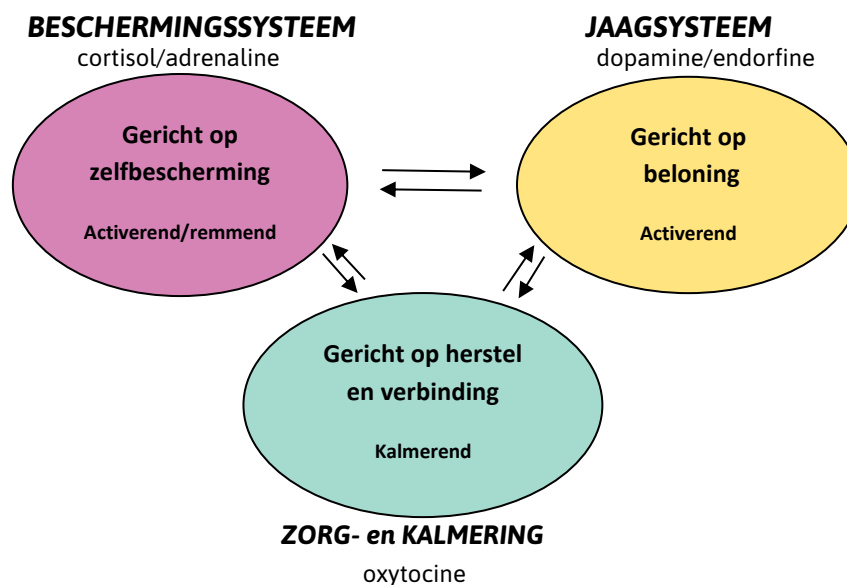 BESCHERMINGSSYSTEEM
cortisol/adrenaline
JAAGSYSTEEM
dopamine/endorfine
Gericht op
zelfbescherming
Activerend/remmend
Gericht op
beloning
Activerend
Gericht op herstel
en verbinding
Kalmerend
ZORG- en KALMERING
oxytocine